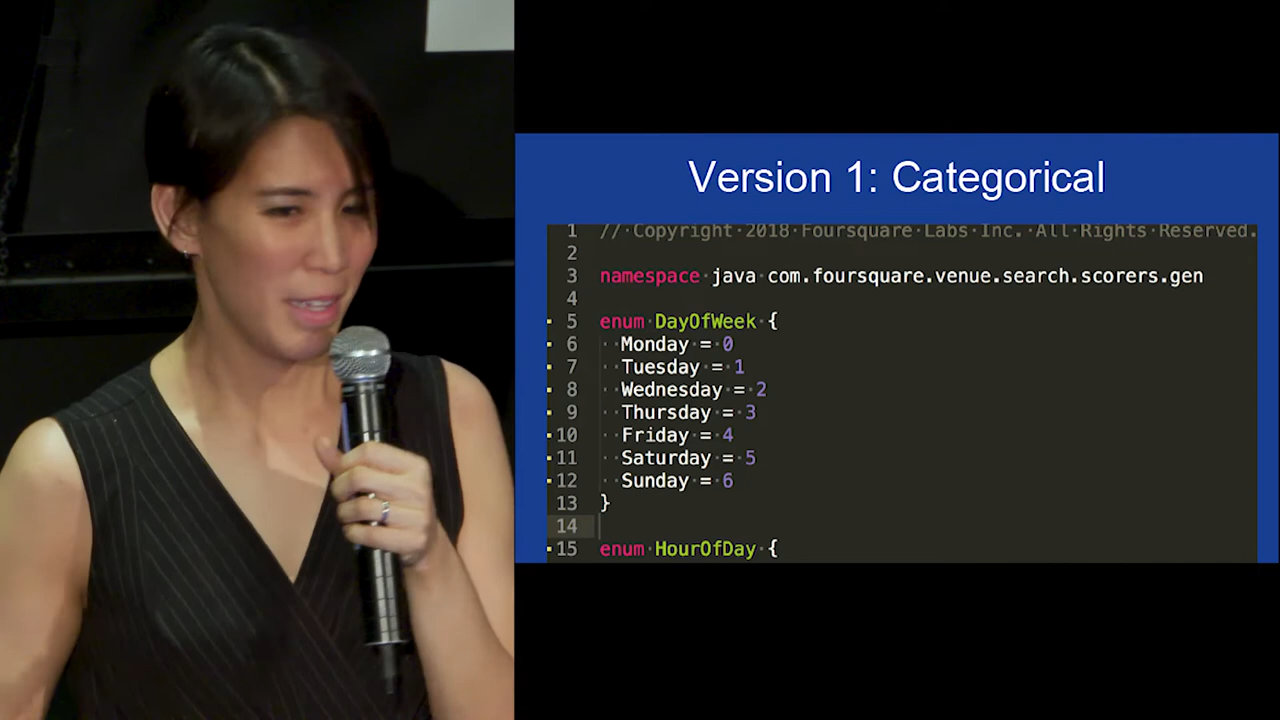 Version 1: Categorical
1 // Copyright 2018 Foursquare Labs Inc. All Rights Reserved.
2
3 namespace java com.foursquare.venue.search.scorers.gen
4
5 enum DayOfWeek {
6 Monday = 0
7 Tuesday = 1
8 Wednesday = 2
9 Thursday = 3
10 Friday = 4
11 Saturday = 5
12 Sunday = 6
13 }
14
15 enum HourOfDay {